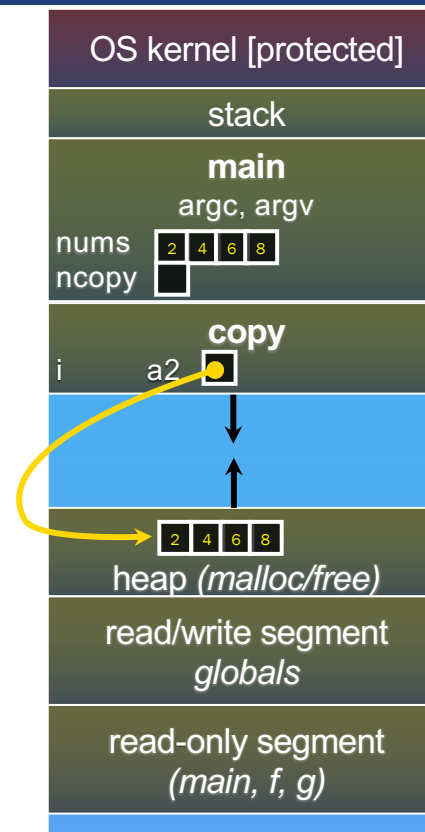 OS kernel [protected]
stack
main
argc, argv
nums 2 4 6 8
ncopy
copy
i a2
2 4 6 8
heap (malloc/free)
read/write segment
globals
read-only segment
(main, f, g)